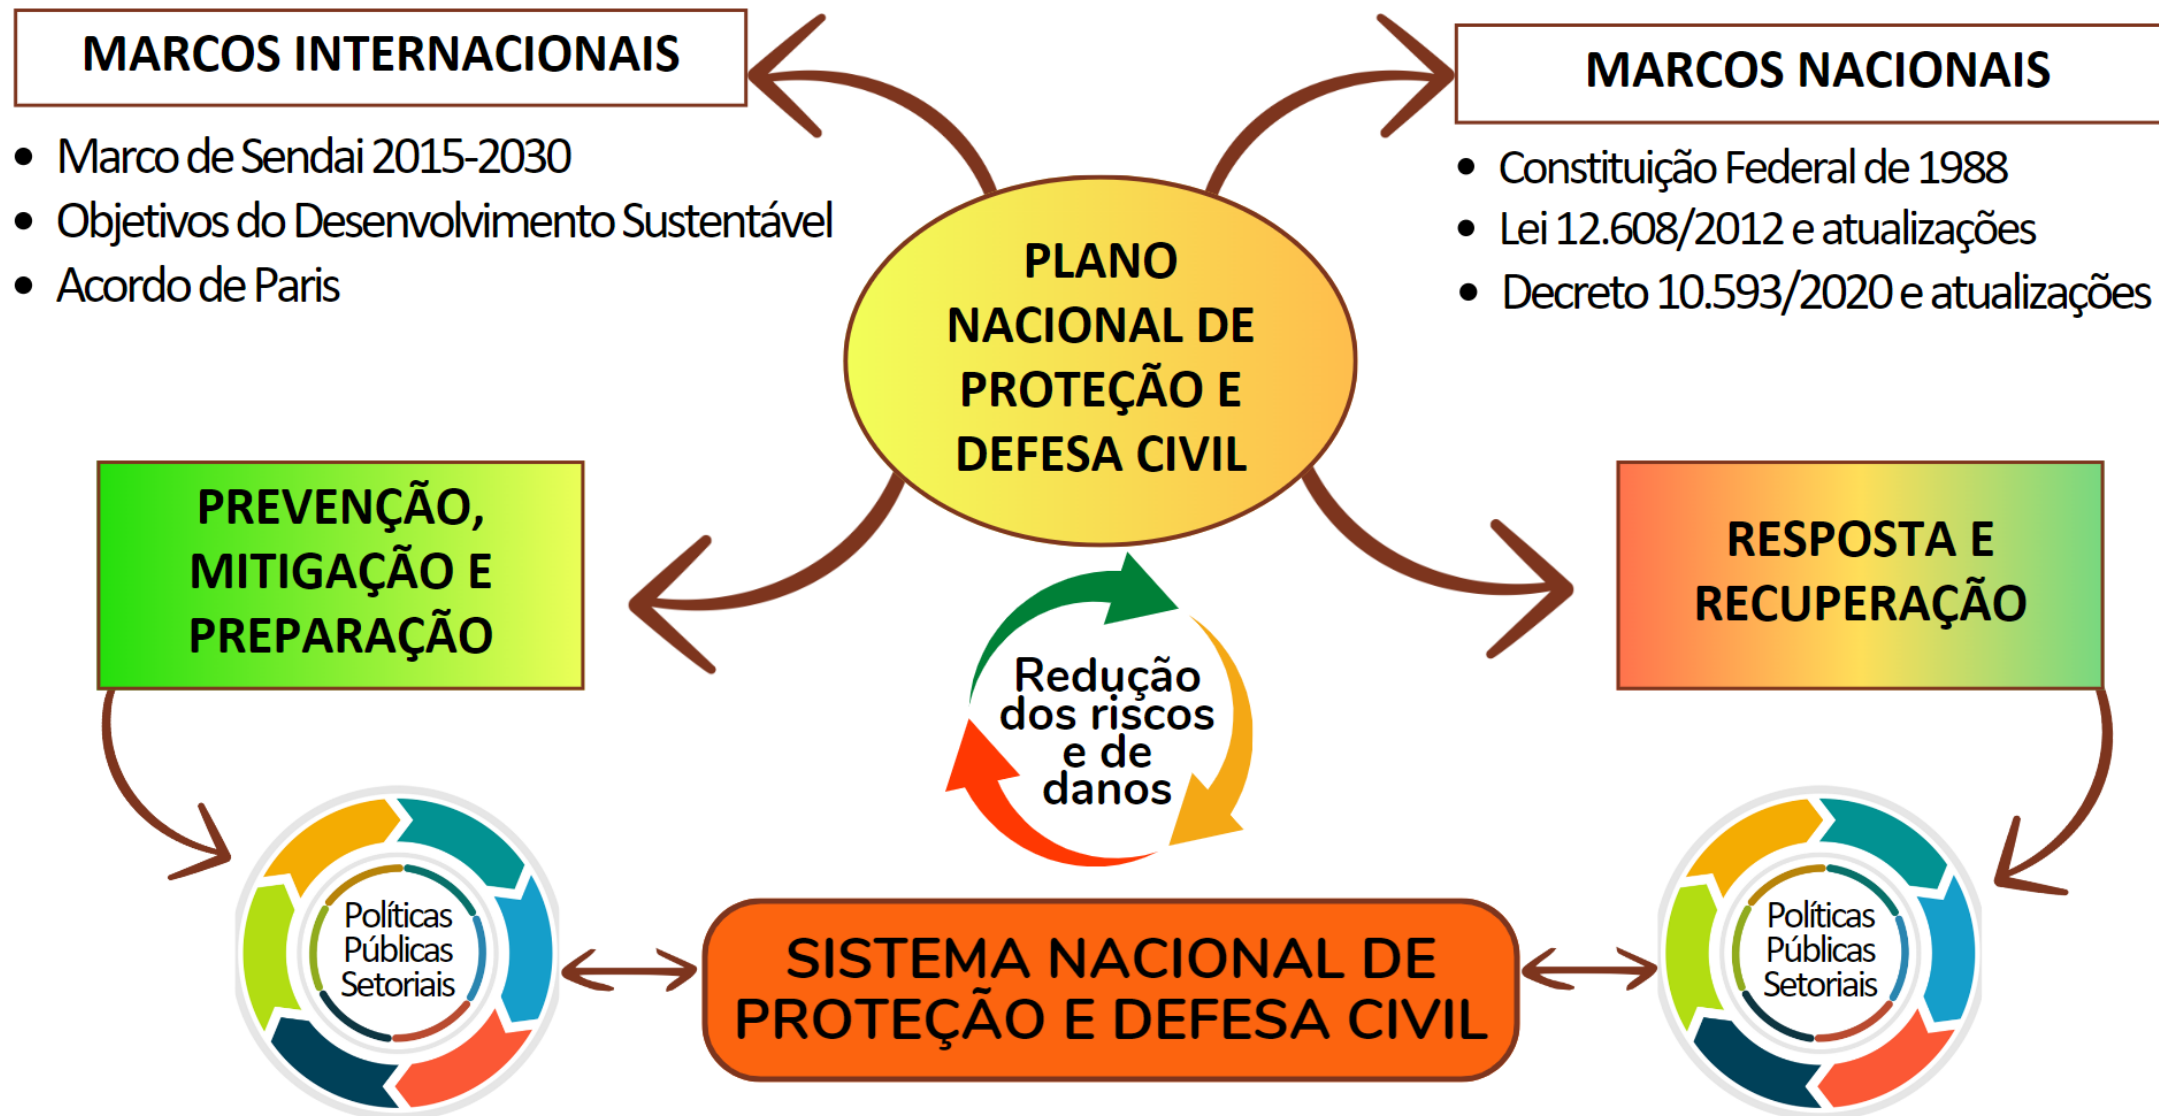 MARCOS INTERNACIONAIS
• Marco de Sendai 2015-2030
• Objetivos do Desenvolvimento Sustentável
• Acordo de Paris
MARCOS NACIONAIS
• Constituição Federal de 1988
• Lei 12.608/2012 e atualizações
• Decreto 10.593/2020 e atualizações
PLANO
NACIONAL DE
PROTEÇÃO E
DEFESA CIVIL
PREVENÇÃO,
MITIGAÇÃO E
PREPARAÇÃO
RESPOSTA E
RECUPERAÇÃO
Redução
dos riscos
e de
danos
Políticas
Públicas
Setoriais
SISTEMA NACIONAL DE
PROTEÇÃO E DEFESA CIVIL
Políticas
Públicas
Setoriais